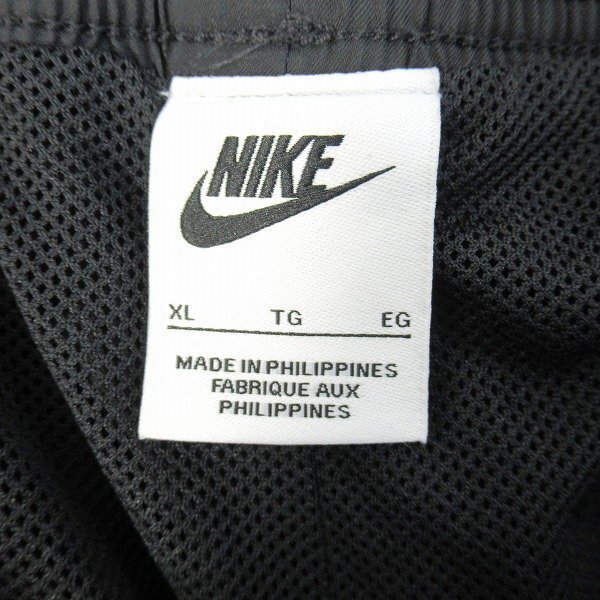 NIKE
XL TG EG
MADE IN PHILIPPINES
FABRIQUE AUX
PHILIPPINES